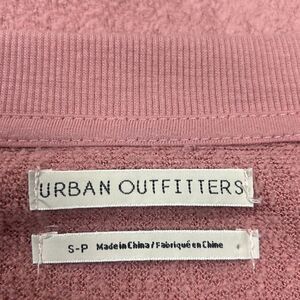 URBAN OUTFITTERS
S-P Made in China / Fabriqué en Chine